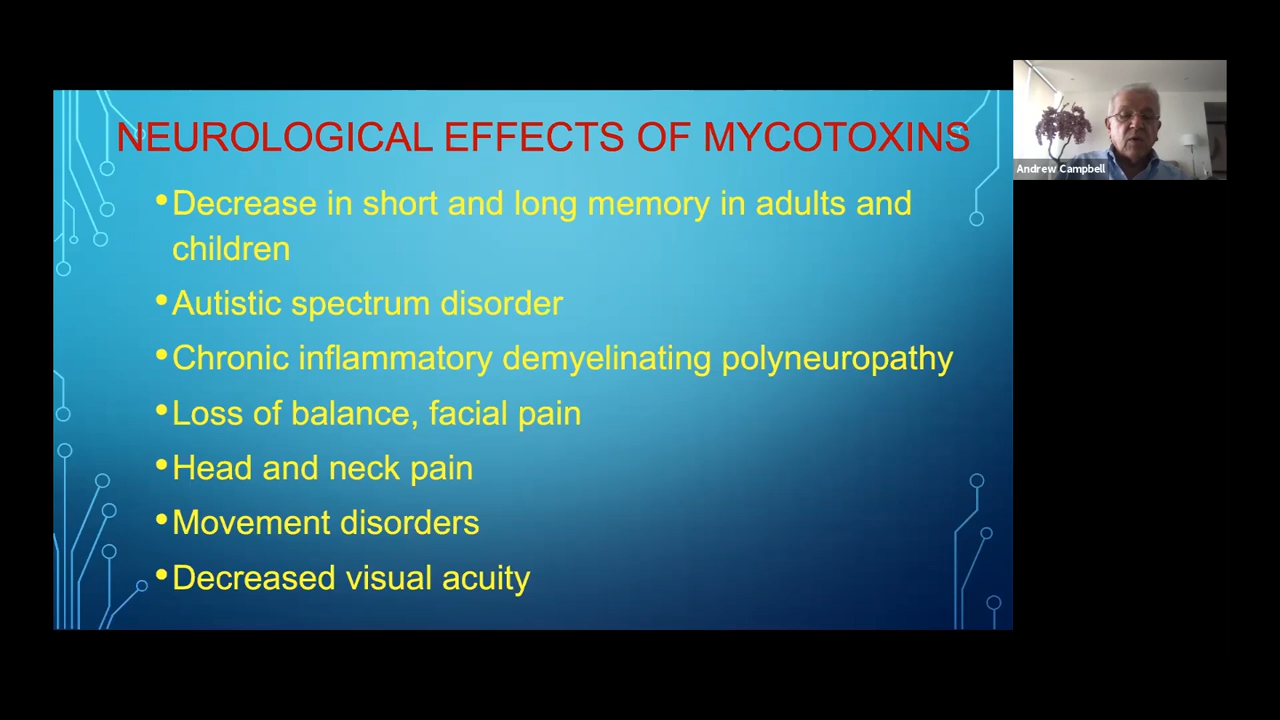 NEUROLOGICAL EFFECTS OF MYCOTOXINS
•Decrease in short and long memory in adults and
children
•Autistic spectrum disorder
•Chronic inflammatory demyelinating polyneuropathy
•Loss of balance, facial pain
•Head and neck pain
•Movement disorders
•Decreased visual acuity
Andrew Campbell